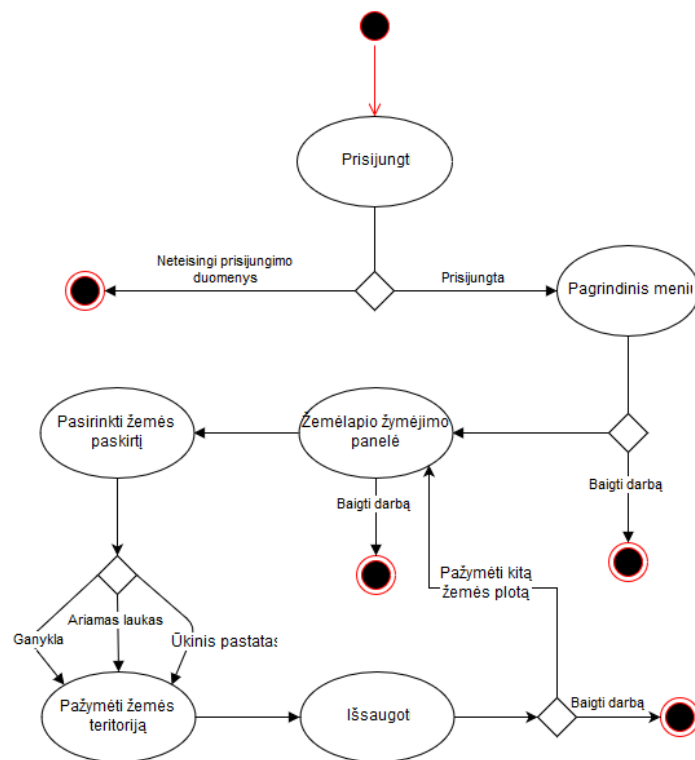 Prisijungt
Neteisingi prisijungimo
duomenys
Prisijungta
Pagrindinis meniu
Pasirinkti žemės
paskirtį
Žemėlapio žymėjimo
panelė
Baigti darbą
Baigti darbą
Pažymėti kitą
žemės plotą
Ganykla
Ariamas laukas
Ūkinis pastatas
Pažymėti žemės
teritoriją
Išsaugot
Baigti darbą